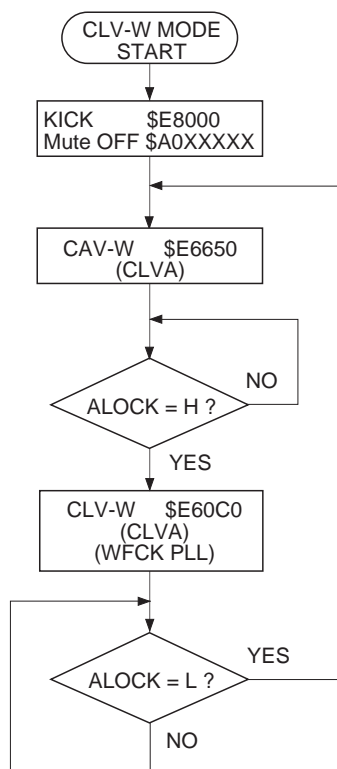 CLV-W MODE
START
KICK $E8000
Mute OFF $A0XXXXX
CAV-W $E6650
(CLVA)
NO
ALOCK = H ?
YES
CLV-W $E60C0
(CLVA)
(WFCK PLL)
YES
ALOCK = L ?
NO